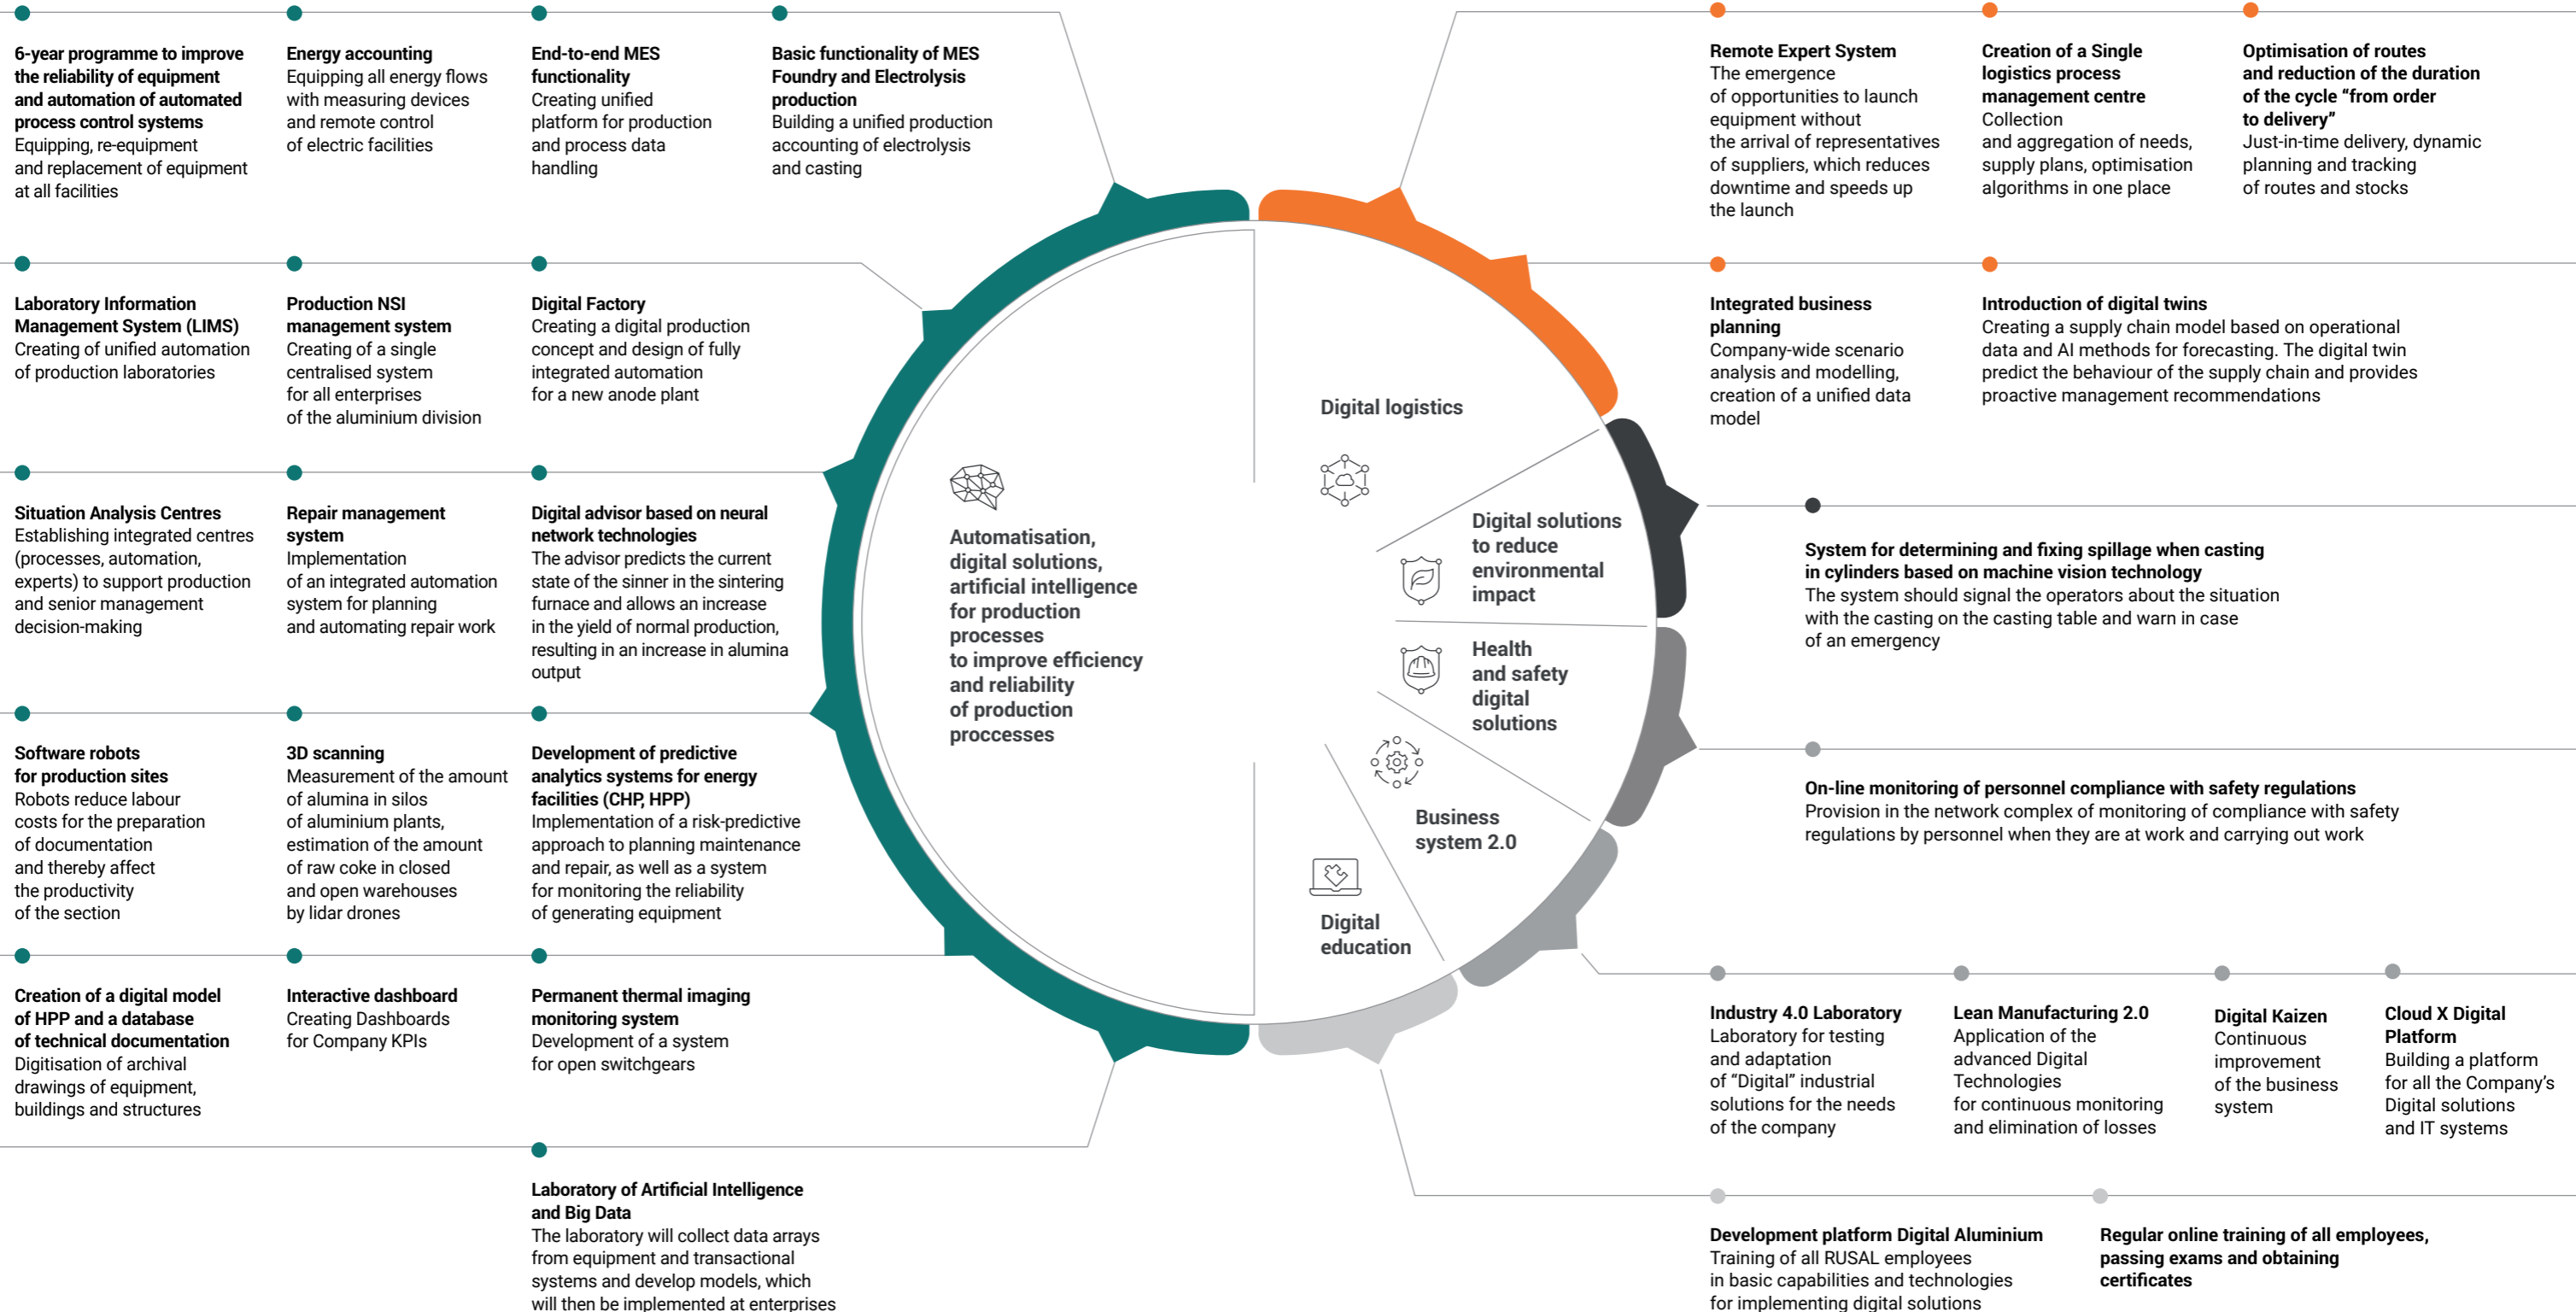 6-year programme to improve
the reliability of equipment
and automation of automated
process control systems
Equipping, re-equipment
and replacement of equipment
at all facilities
Energy accounting
Equipping all energy flows
with measuring devices
and remote control
of electric facilities
End-to-end MES
functionality
Creating unified
platform for production
and process data
handling
Basic functionality of MES
Foundry and Electrolysis
production
Building a unified production
accounting of electrolysis
and casting
Laboratory Information
Management System (LIMS)
Creating of unified automation
of production laboratories
Production NSI
management system
Creating of a single
centralised system
for all enterprises
of the aluminium division
Digital Factory
Creating a digital production
concept and design of fully
integrated automation
for a new anode plant
Situation Analysis Centres
Establishing integrated centres
(processes, automation,
experts) to support production
and senior management
decision-making
Repair management
system
Implementation
of an integrated automation
system for planning
and automating repair work
Digital advisor based on neural
network technologies
The advisor predicts the current
state of the sinner in the sintering
furnace and allows an increase
in the yield of normal production,
resulting in an increase in alumina
output
Software robots
for production sites
Robots reduce labour
costs for the preparation
of documentation
and thereby affect
the productivity
of the section
3D scanning
Measurement of the amount
of alumina in silos
of aluminium plants,
estimation of the amount
of raw coke in closed
and open warehouses
by lidar drones
Development of predictive
analytics systems for energy
facilities (CHP, HPP)
Implementation of a risk-predictive
approach to planning maintenance
and repair, as well as a system
for monitoring the reliability
of generating equipment
Creation of a digital model
of HPP and a database
of technical documentation
Digitisation of archival
drawings of equipment,
buildings and structures
Interactive dashboard
Creating Dashboards
for Company KPIs
Permanent thermal imaging
monitoring system
Development of a system
for open switchgears
Laboratory of Artificial Intelligence
and Big Data
The laboratory will collect data arrays
from equipment and transactional
systems and develop models, which
will then be implemented at enterprises
Automatisation,
digital solutions,
artificial intelligence
for production
processes
to improve efficiency
and reliability
of production
proccesses
Digital logistics
Digital solutions
to reduce
environmental
impact
Health
and safety
digital
solutions
Business
system 2.0
Digital
education
Remote Expert System
The emergence
of opportunities to launch
equipment without
the arrival of representatives
of suppliers, which reduces
downtime and speeds up
the launch
Creation of a Single
logistics process
management centre
Collection
and aggregation of needs,
supply plans, optimisation
algorithms in one place
Optimisation of routes
and reduction of the duration
of the cycle “from order
to delivery”
Just-in-time delivery, dynamic
planning and tracking
of routes and stocks
Integrated business
planning
Company-wide scenario
analysis and modelling,
creation of a unified data
model
Introduction of digital twins
Creating a supply chain model based on operational
data and AI methods for forecasting. The digital twin
predict the behaviour of the supply chain and provides
proactive management recommendations
System for determining and fixing spillage when casting
in cylinders based on machine vision technology
The system should signal the operators about the situation
with the casting on the casting table and warn in case
of an emergency
On-line monitoring of personnel compliance with safety regulations
Provision in the network complex of monitoring of compliance with safety
regulations by personnel when they are at work and carrying out work
Industry 4.0 Laboratory
Laboratory for testing
and adaptation
of “Digital” industrial
solutions for the needs
of the company
Lean Manufacturing 2.0
Application of the
advanced Digital
Technologies
for continuous monitoring
and elimination of losses
Digital Kaizen
Continuous
improvement
of the business
system
Cloud X Digital
Platform
Building a platform
for all the Company’s
Digital solutions
and IT systems
Development platform Digital Aluminium
Training of all RUSAL employees
in basic capabilities and technologies
for implementing digital solutions
Regular online training of all employees,
passing exams and obtaining
certificates